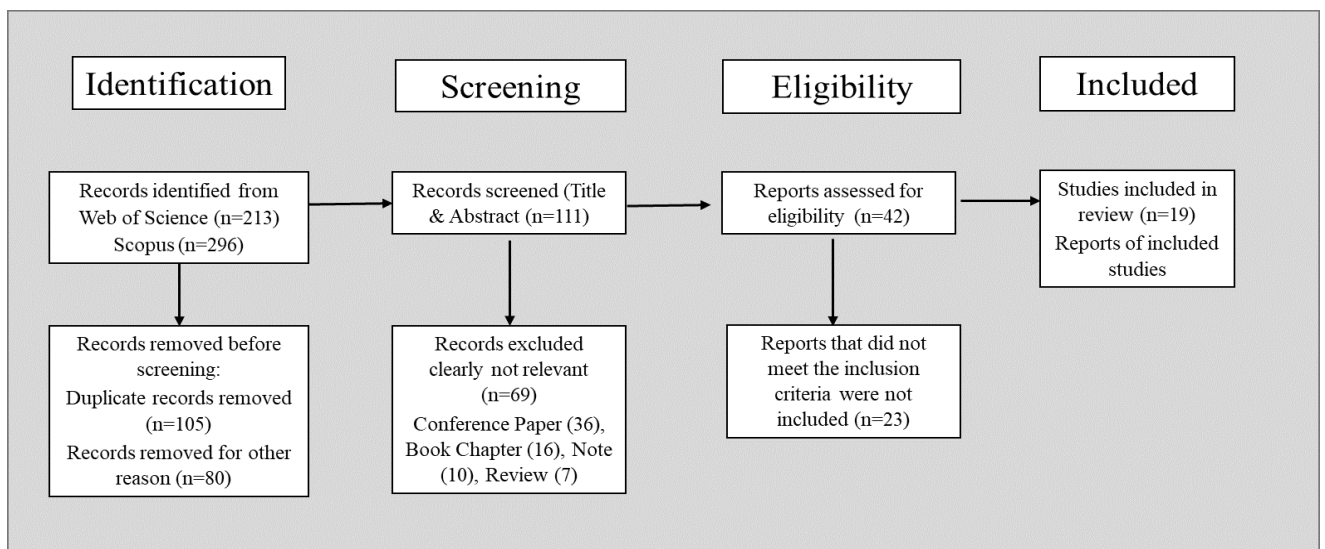 Identification
Screening
Eligibility
Included
Records identified from
Web of Science (n=213)
Scopus (n=296)
Records screened (Title
& Abstract (n=111)
Reports assessed for
eligibility (n=42)
Studies included in
review (n=19)
Reports of included
studies
Records removed before
screening:
Duplicate records removed
(n=105)
Records removed for other
reason (n=80)
Records excluded
clearly not relevant
(n=69)
Conference Paper (36),
Book Chapter (16), Note
(10), Review (7)
Reports that did not
meet the inclusion
criteria were not
included (n=23)